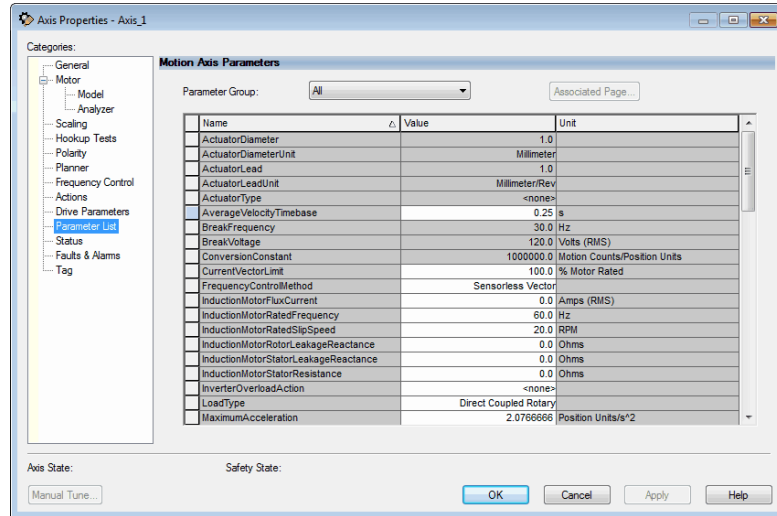 Axis Properties - Axis_1
Categories:
General
Motor
Model
Analyzer
Scaling
Hookup Tests
Polarity
Planner
Frequency Control
Actions
Drive Parameters
Parameter List
Status
Faults & Alarms
Tag
Motion Axis Parameters
Parameter Group: All Associated Page...
Name Value Unit
ActuatorDiameter 1.0
ActuatorDiameterUnit Millimeter
ActuatorLead 1.0
ActuatorLeadUnit Millimeter/Rev
ActuatorType <none>
AverageVelocityTimebase 0.25 s
BreakFrequency 30.0 Hz
BreakVoltage 120.0 Volts (RMS)
ConversionConstant 1000000.0 Motion Counts/Position Units
CurrentVectorLimit 100.0 % Motor Rated
FrequencyControlMethod Sensorless Vector
InductionMotorFluxCurrent 0.0 Amps (RMS)
InductionMotorRatedFrequency 60.0 Hz
InductionMotorRatedSlipSpeed 20.0 RPM
InductionMotorRotorLeakageReactance 0.0 Ohms
InductionMotorStatorLeakageReactance 0.0 Ohms
InductionMotorStatorResistance 0.0 Ohms
InverterOverloadAction <none>
LoadType Direct Coupled Rotary
MaximumAcceleration 2.0766666 Position Units/s^2
Axis State: Safety State:
Manual Tune... OK Cancel Apply Help